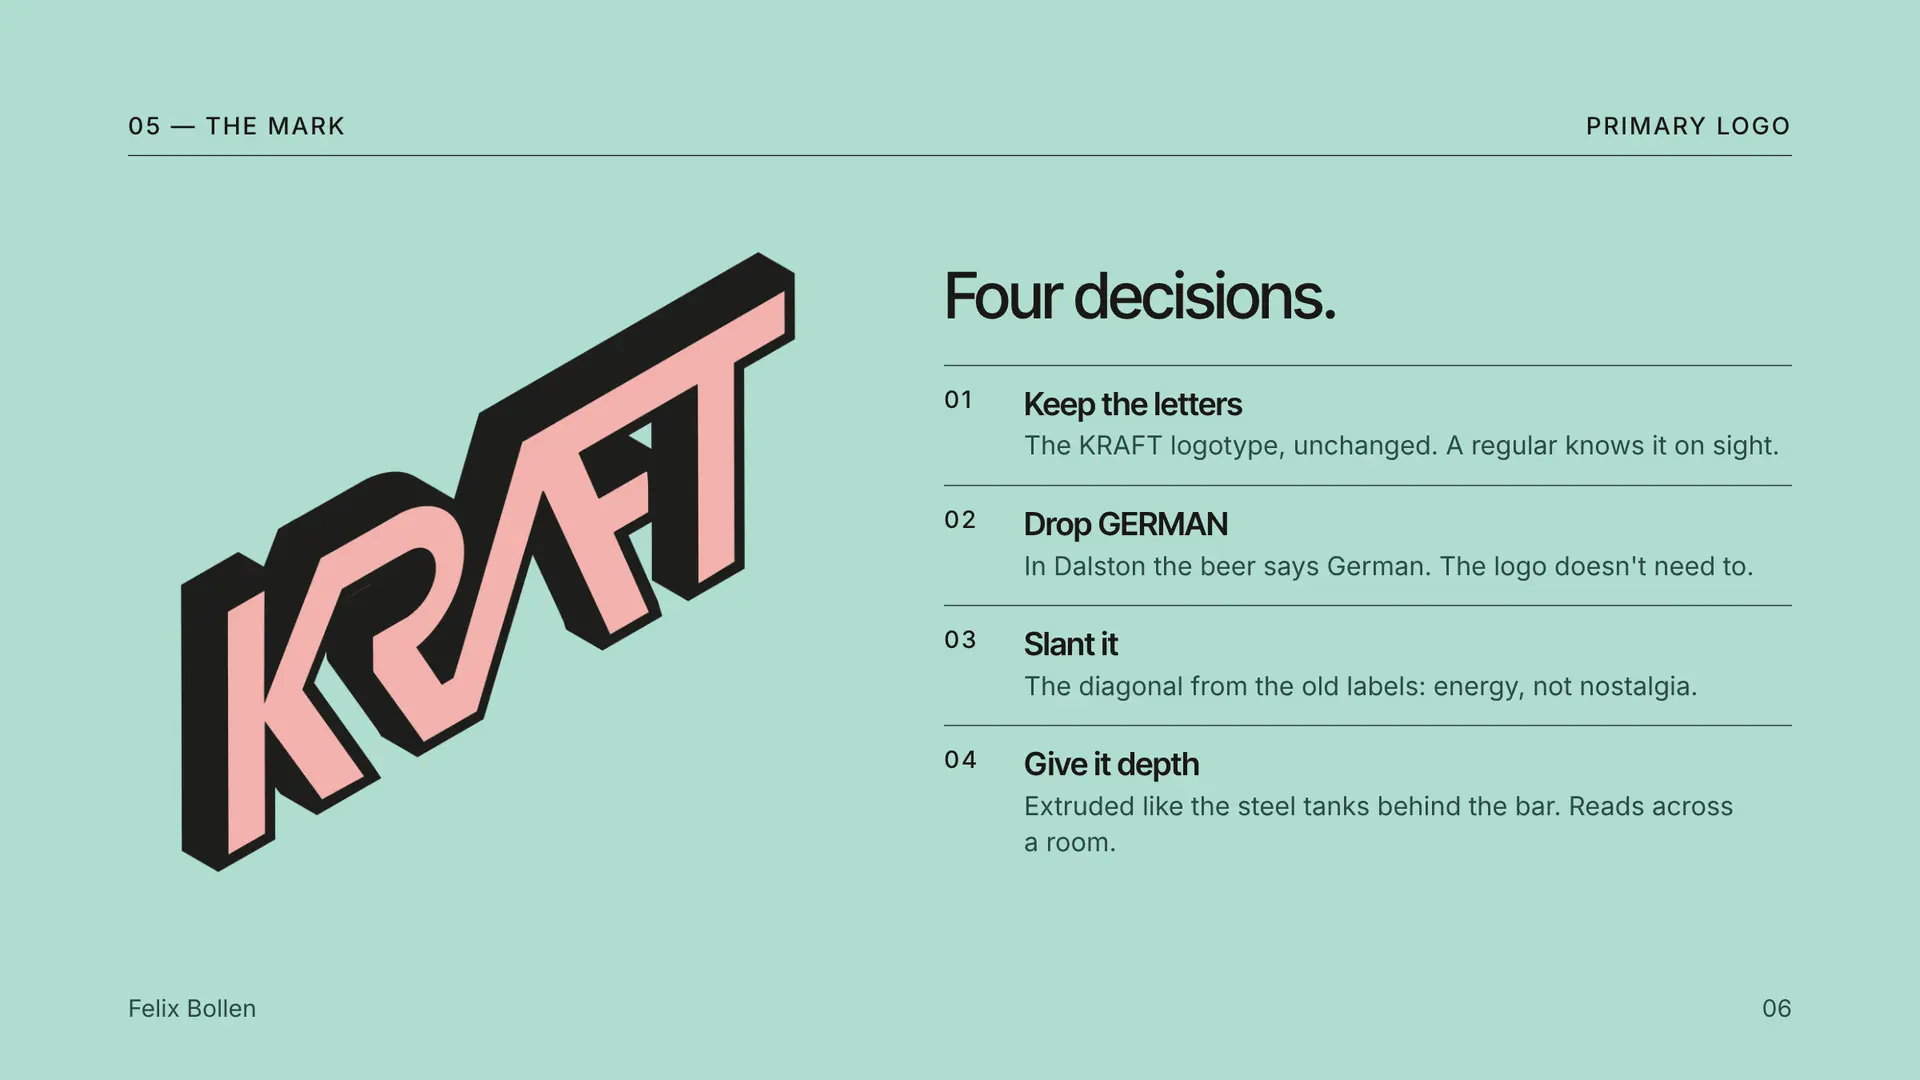 05 — THE MARK
PRIMARY LOGO
KRAFT
Four decisions.
01
Keep the letters
The KRAFT logotype, unchanged. A regular knows it on sight.
02
Drop GERMAN
In Dalston the beer says German. The logo doesn't need to.
03
Slant it
The diagonal from the old labels: energy, not nostalgia.
04
Give it depth
Extruded like the steel tanks behind the bar. Reads across
a room.
Felix Bollen
06